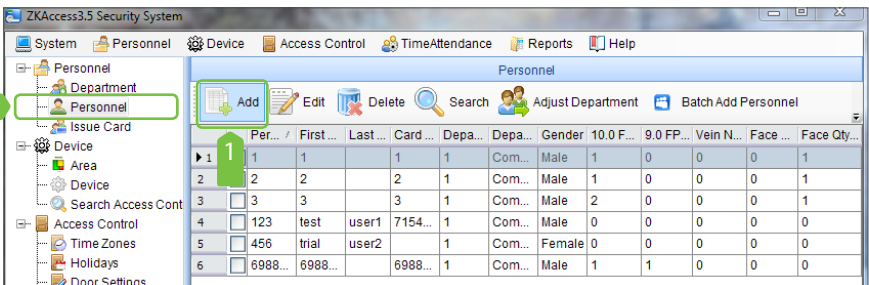 ZKAccess3.5 Security System
System Personnel Device Access Control TimeAttendance Reports Help
Personnel
Department
Personnel
Issue Card
Device
Area
Device
Search Access Cont
Access Control
Time Zones
Holidays
Door Settings
Personnel
Add Edit Delete Search Adjust Department Batch Add Personnel
1
Per... / First ... Last ... Card ... Depa... Depa... Gender 10.0 F... 9.0 FP... Vein N... Face ... Face Qty...
1 1 1 1 1 Com... Male 1 0 0 0 1
2 2 2 2 1 Com... Male 1 0 0 0 1
3 3 3 3 1 Com... Male 2 0 0 0 1
4 123 test user1 7154... 1 Com... Male 0 0 0 0 0
5 456 trial user2 1 Com... Female 0 0 0 0 0
6 6988... 6988... 6988... 1 Com... Male 1 1 0 0 0